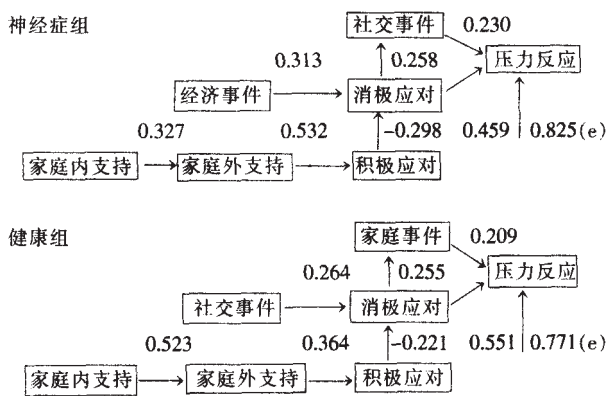 神经症组
社交事件 0.230
0.313 0.258 压力反应
经济事件 消极应对
0.327 0.532 -0.298 0.459 0.825(e)
家庭内支持 家庭外支持 积极应对
健康组
家庭事件 0.209
0.264 0.255 压力反应
社交事件 消极应对
0.523 0.364 -0.221 0.551 0.771(e)
家庭内支持 家庭外支持 积极应对